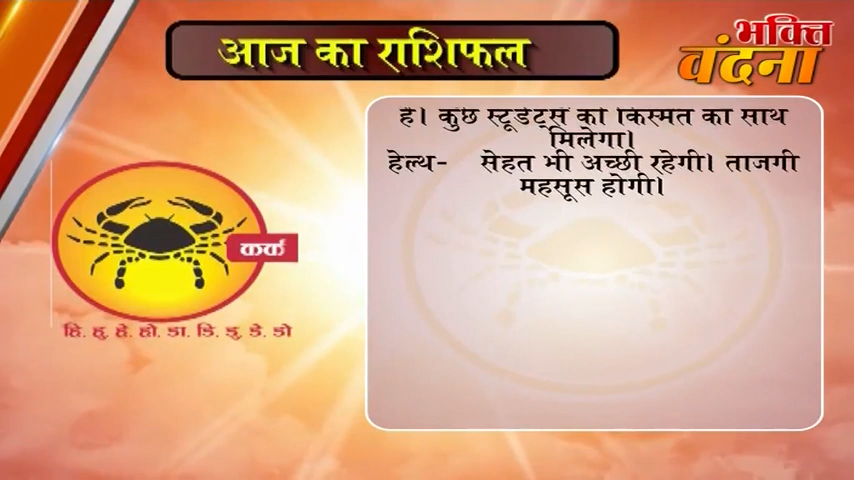 आज का राशिफल
भक्ति
वंदना
है। कुछ स्टूडेंट्स को किस्मत का साथ
मिलेगा।
हेल्थ- सेहत भी अच्छी रहेगी। ताजगी
महसूस होगी।
कर्क
हि. हु. हे. हो. डा. डि. डु. डे. डो